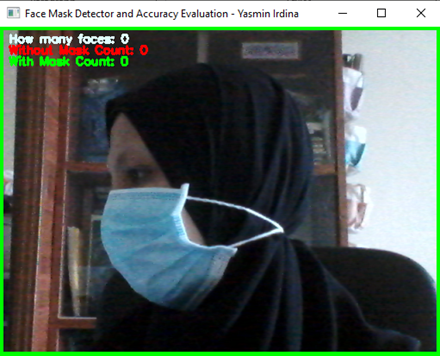 Face Mask Detector and Accuracy Evaluation - Yasmin Irdina
How many faces: 0
Without Mask Count: 0
With Mask Count: 0